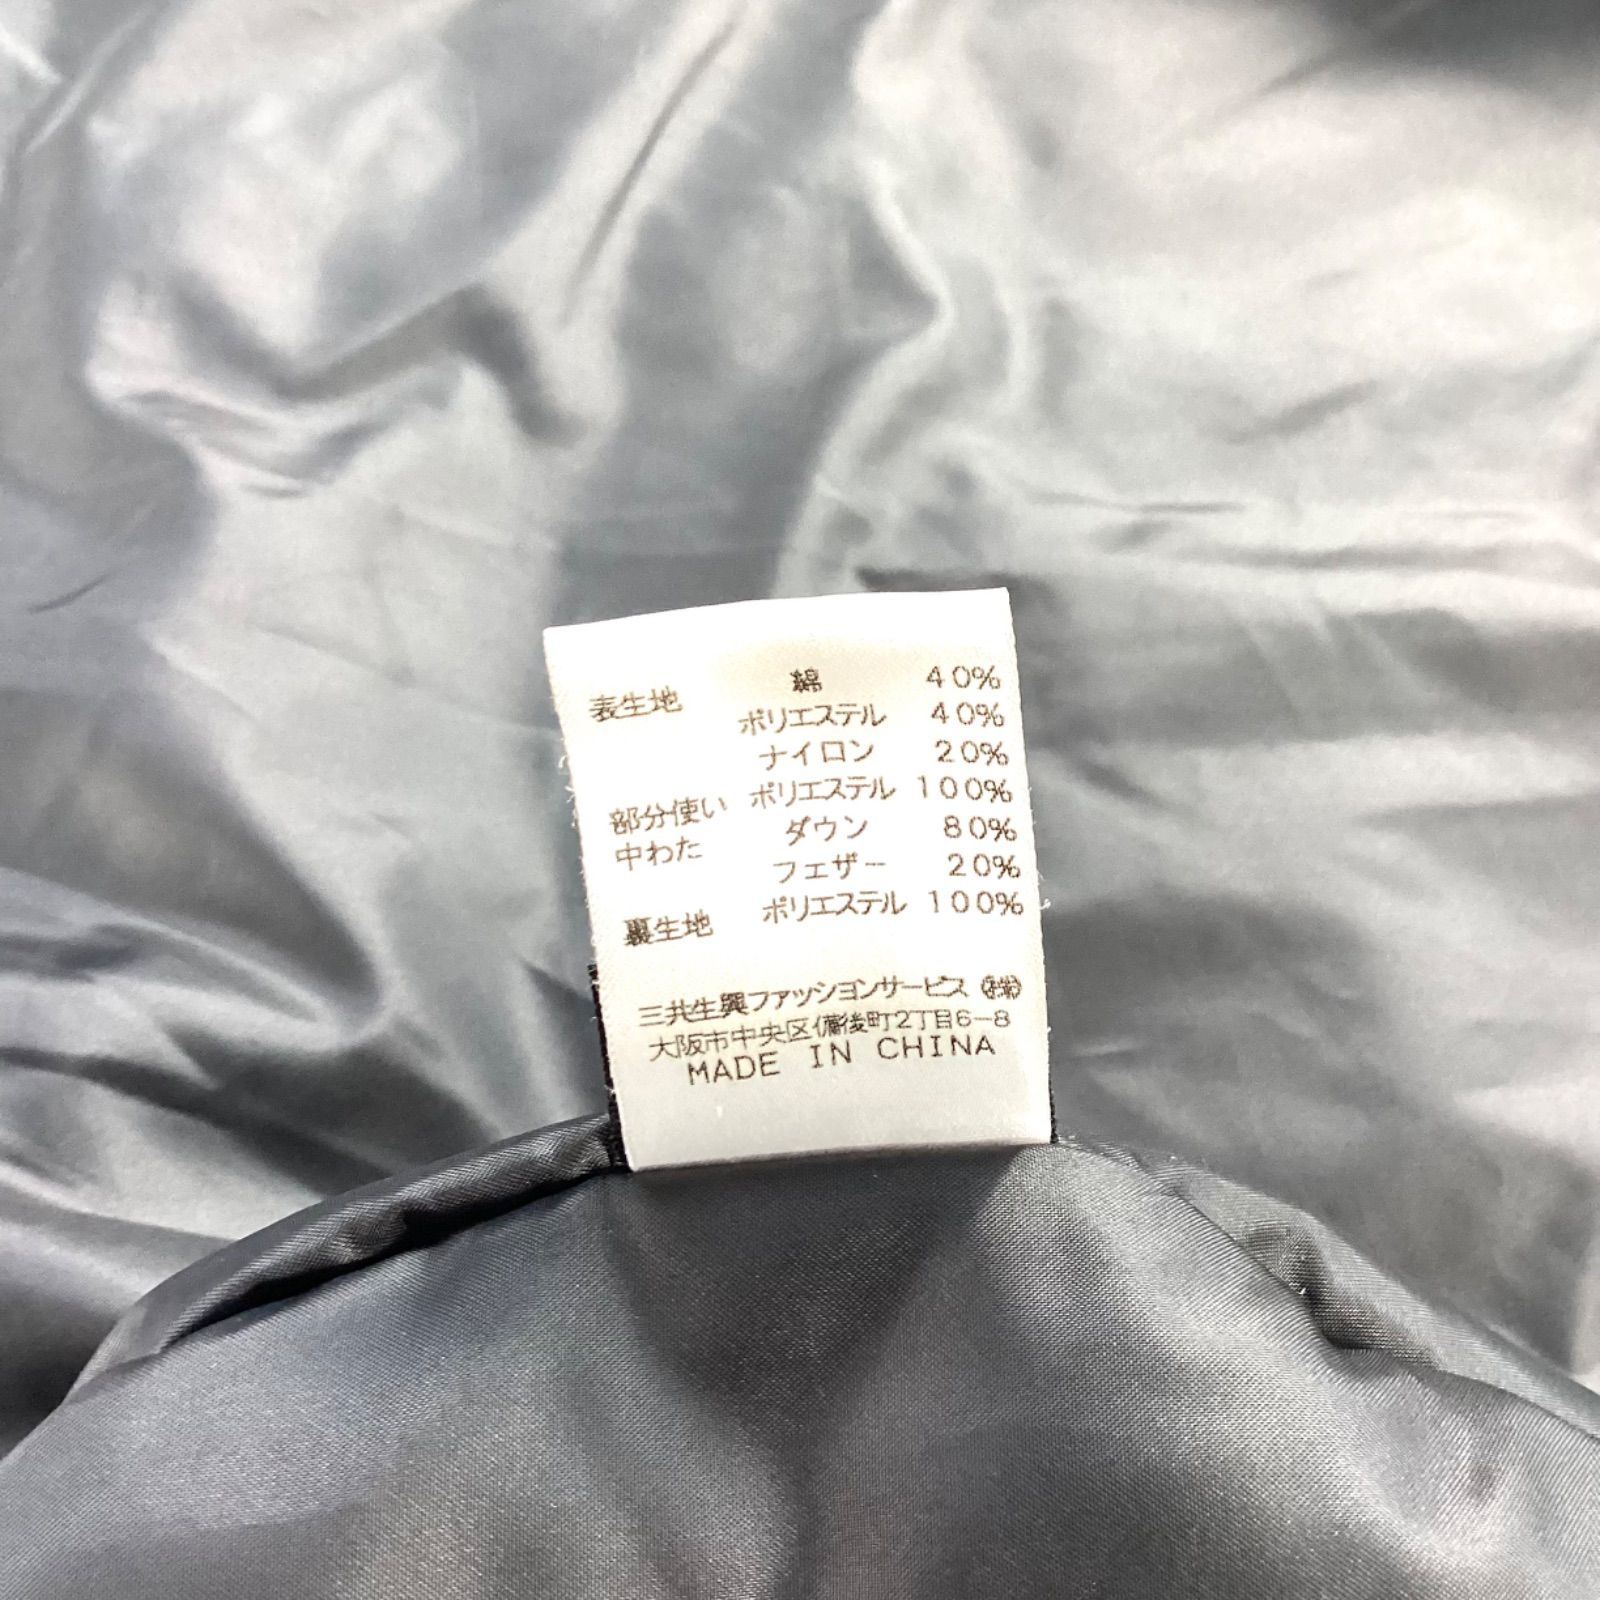 表生地 綿 40%
ポリエステル 40%
ナイロン 20%
部分使い ポリエステル 100%
中わた ダウン 80%
フェザー 20%
裏生地 ポリエステル 100%
三共生興ファッションサービス ㈱
大阪市中央区備後町2丁目6-8
MADE IN CHINA